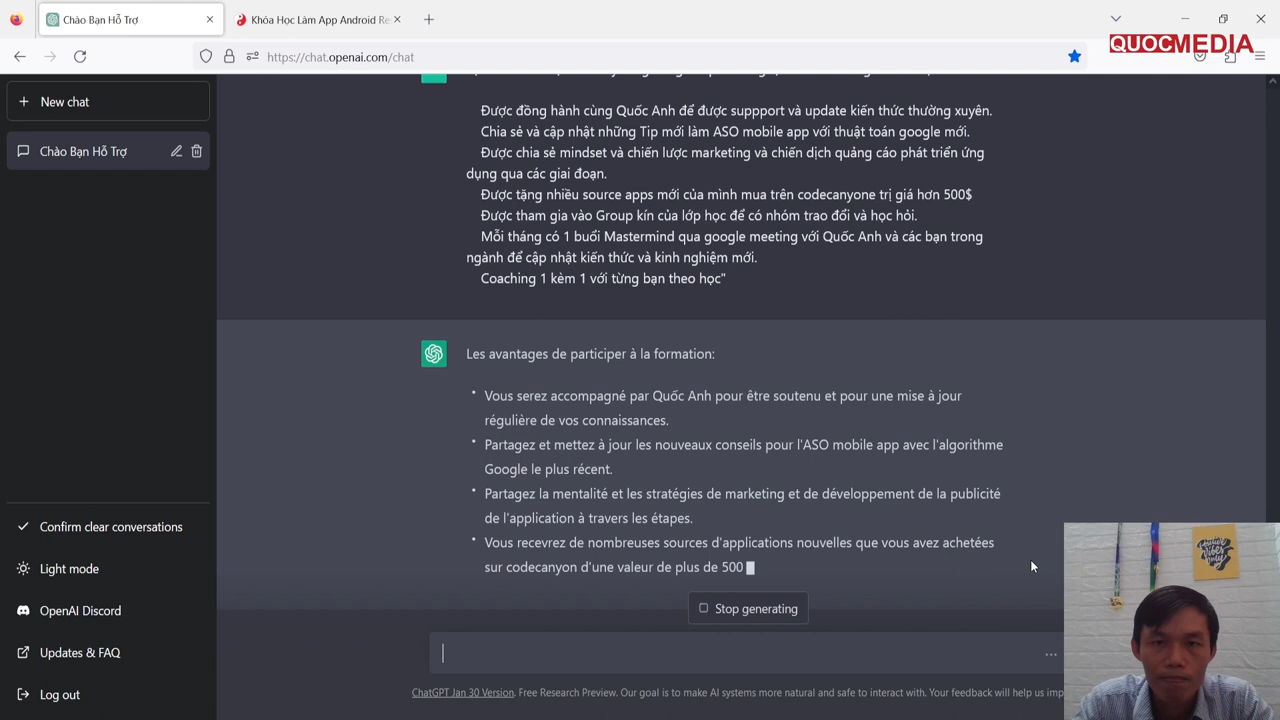 Chào Bạn Hỗ Trợ
Khóa Học Làm App Android Re
https://chat.openai.com/chat
QUOCMEDIA
New chat
Chào Bạn Hỗ Trợ
Được đồng hành cùng Quốc Anh để được suppport và update kiến thức thường xuyên.
Chia sẻ và cập nhật những Tip mới làm ASO mobile app với thuật toán google mới.
Được chia sẻ mindset và chiến lược marketing và chiến dịch quảng cáo phát triển ứng
dụng qua các giai đoạn.
Được tặng nhiều source apps mới của mình mua trên codecanyone trị giá hơn 500$
Được tham gia vào Group kín của lớp học để có nhóm trao đổi và học hỏi.
Mỗi tháng có 1 buổi Mastermind qua google meeting với Quốc Anh và các bạn trong
ngành để cập nhật kiến thức và kinh nghiệm mới.
Coaching 1 kèm 1 với từng bạn theo học"
Les avantages de participer à la formation:
• Vous serez accompagné par Quốc Anh pour être soutenu et pour une mise à jour
régulière de vos connaissances.
• Partagez et mettez à jour les nouveaux conseils pour l'ASO mobile app avec l'algorithme
Google le plus récent.
• Partagez la mentalité et les stratégies de marketing et de développement de la publicité
de l'application à travers les étapes.
• Vous recevrez de nombreuses sources d'applications nouvelles que vous avez achetées
sur codecanyon d'une valeur de plus de 500
Stop generating
Confirm clear conversations
Light mode
OpenAI Discord
Updates & FAQ
Log out
ChatGPT Jan 30 Version. Free Research Preview. Our goal is to make AI systems more natural and safe to interact with. Your feedback will help us imp